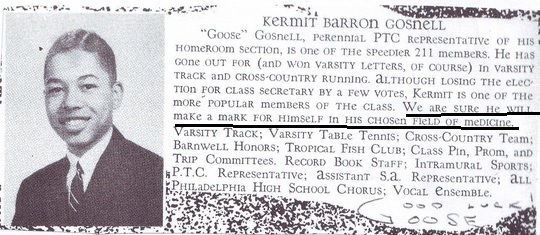 Kermit Barron Gosnell
"Goose" Gosnell, perennial PTC representative of his
homeroom section, is one of the speedier 211 members. He has
gone out for (and won varsity letters, of course) in varsity
track and cross-country running. Although losing the elec-
tion for class secretary by a few votes, Kermit is one of the
more popular members of the class. We are sure he will
make a mark for himself in his chosen field of medicine.
Varsity Track; Varsity Table Tennis; Cross-Country Team;
Barnwell Honors; Tropical Fish Club; Class Pin, Prom, and
Trip Committees. Record Book Staff; Intramural Sports;
P.T.C. Representative; Assistant S.A. Representative; All
Philadelphia High School Chorus; Vocal Ensemble.
Good Luck
Goose